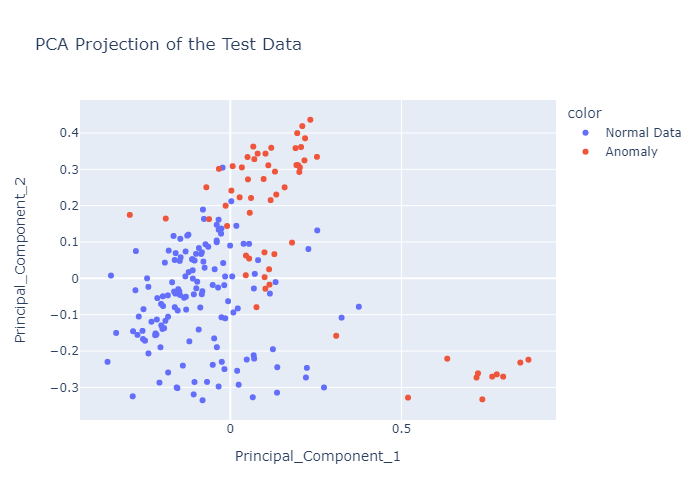 PCA Projection of the Test Data
color
Normal Data
Anomaly
Principal_Component_2
0.4
0.3
0.2
0.1
0
−0.1
−0.2
−0.3
0
0.5
Principal_Component_1